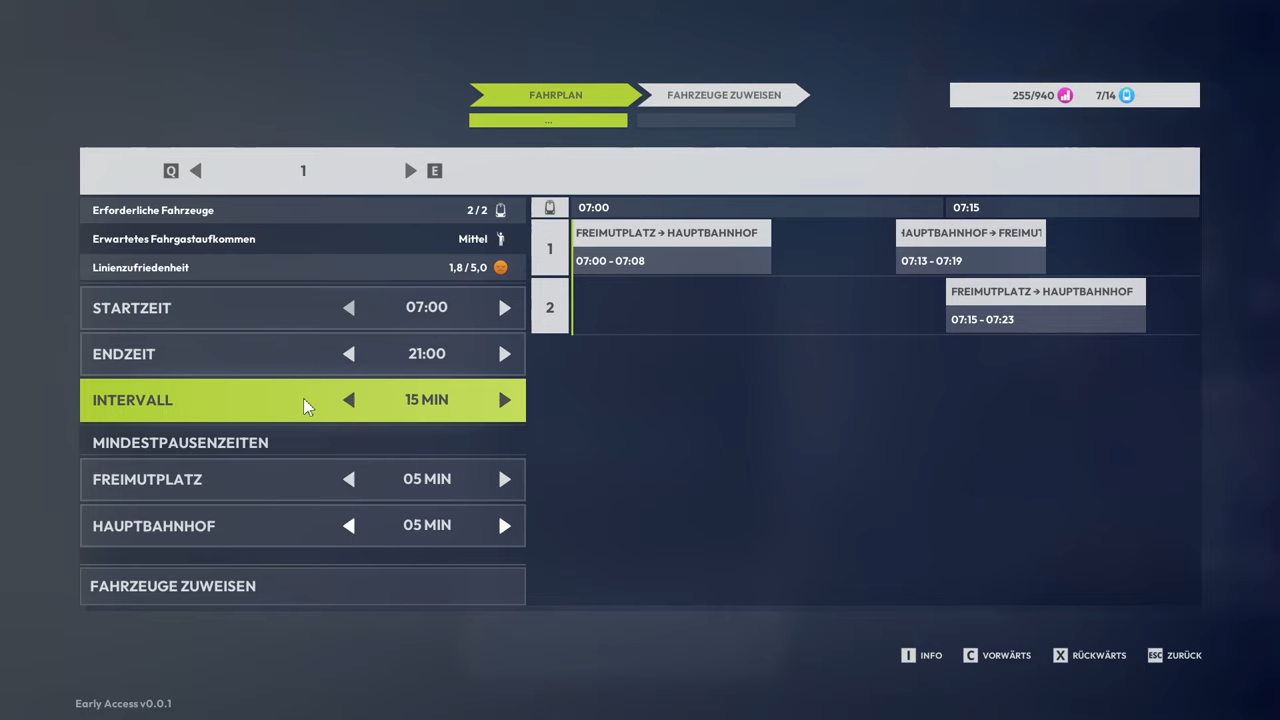 FAHRPLAN
FAHRZEUGE ZUWEISEN
255/940
7/14
...
Q
1
E
Erforderliche Fahrzeuge 2 / 2
Erwartetes Fahrgastaufkommen Mittel
Linienzufriedenheit 1,8 / 5,0
STARTZEIT 07:00
ENDZEIT 21:00
INTERVALL 15 MIN
MINDESTPAUSENZEITEN
FREIMUTPLATZ 05 MIN
HAUPTBAHNHOF 05 MIN
FAHRZEUGE ZUWEISEN
07:00 07:15
1
FREIMUTPLATZ → HAUPTBAHNHOF
07:00 - 07:08
HAUPTBAHNHOF → FREIMUT
07:13 - 07:19
2
FREIMUTPLATZ → HAUPTBAHNHOF
07:15 - 07:23
I INFO
C VORWÄRTS
X RÜCKWÄRTS
ESC ZURÜCK
Early Access v0.0.1